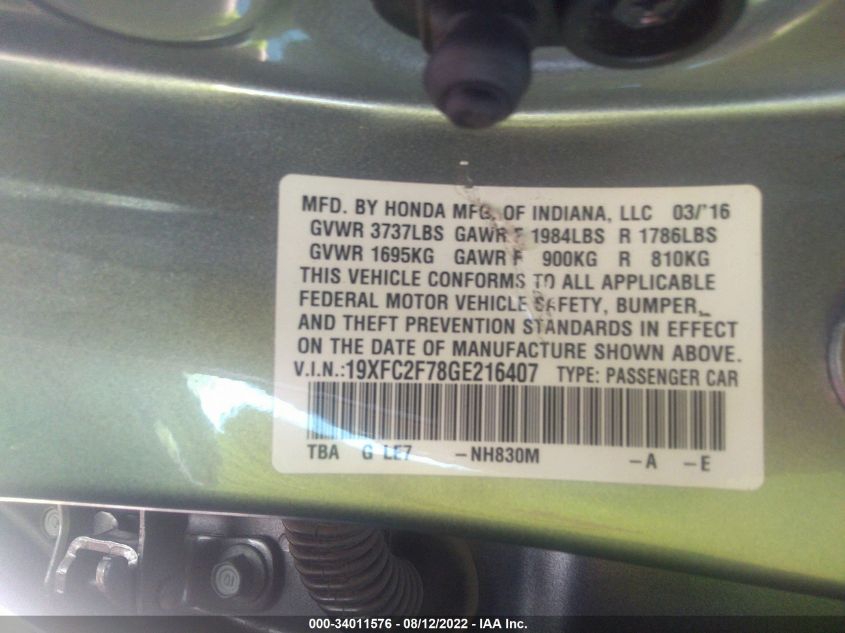 MFD. BY HONDA MFG. OF INDIANA, LLC 03/'16
GVWR 3737LBS GAWR F 1984LBS R 1786LBS
GVWR 1695KG GAWR F 900KG R 810KG
THIS VEHICLE CONFORMS TO ALL APPLICABLE
FEDERAL MOTOR VEHICLE SAFETY, BUMPER,
AND THEFT PREVENTION STANDARDS IN EFFECT
ON THE DATE OF MANUFACTURE SHOWN ABOVE.
V.I.N.:19XFC2F78GE216407 TYPE: PASSENGER CAR
TBA G LE7 -NH830M -A -E
000-34011576 - 08/12/2022 - IAA Inc.